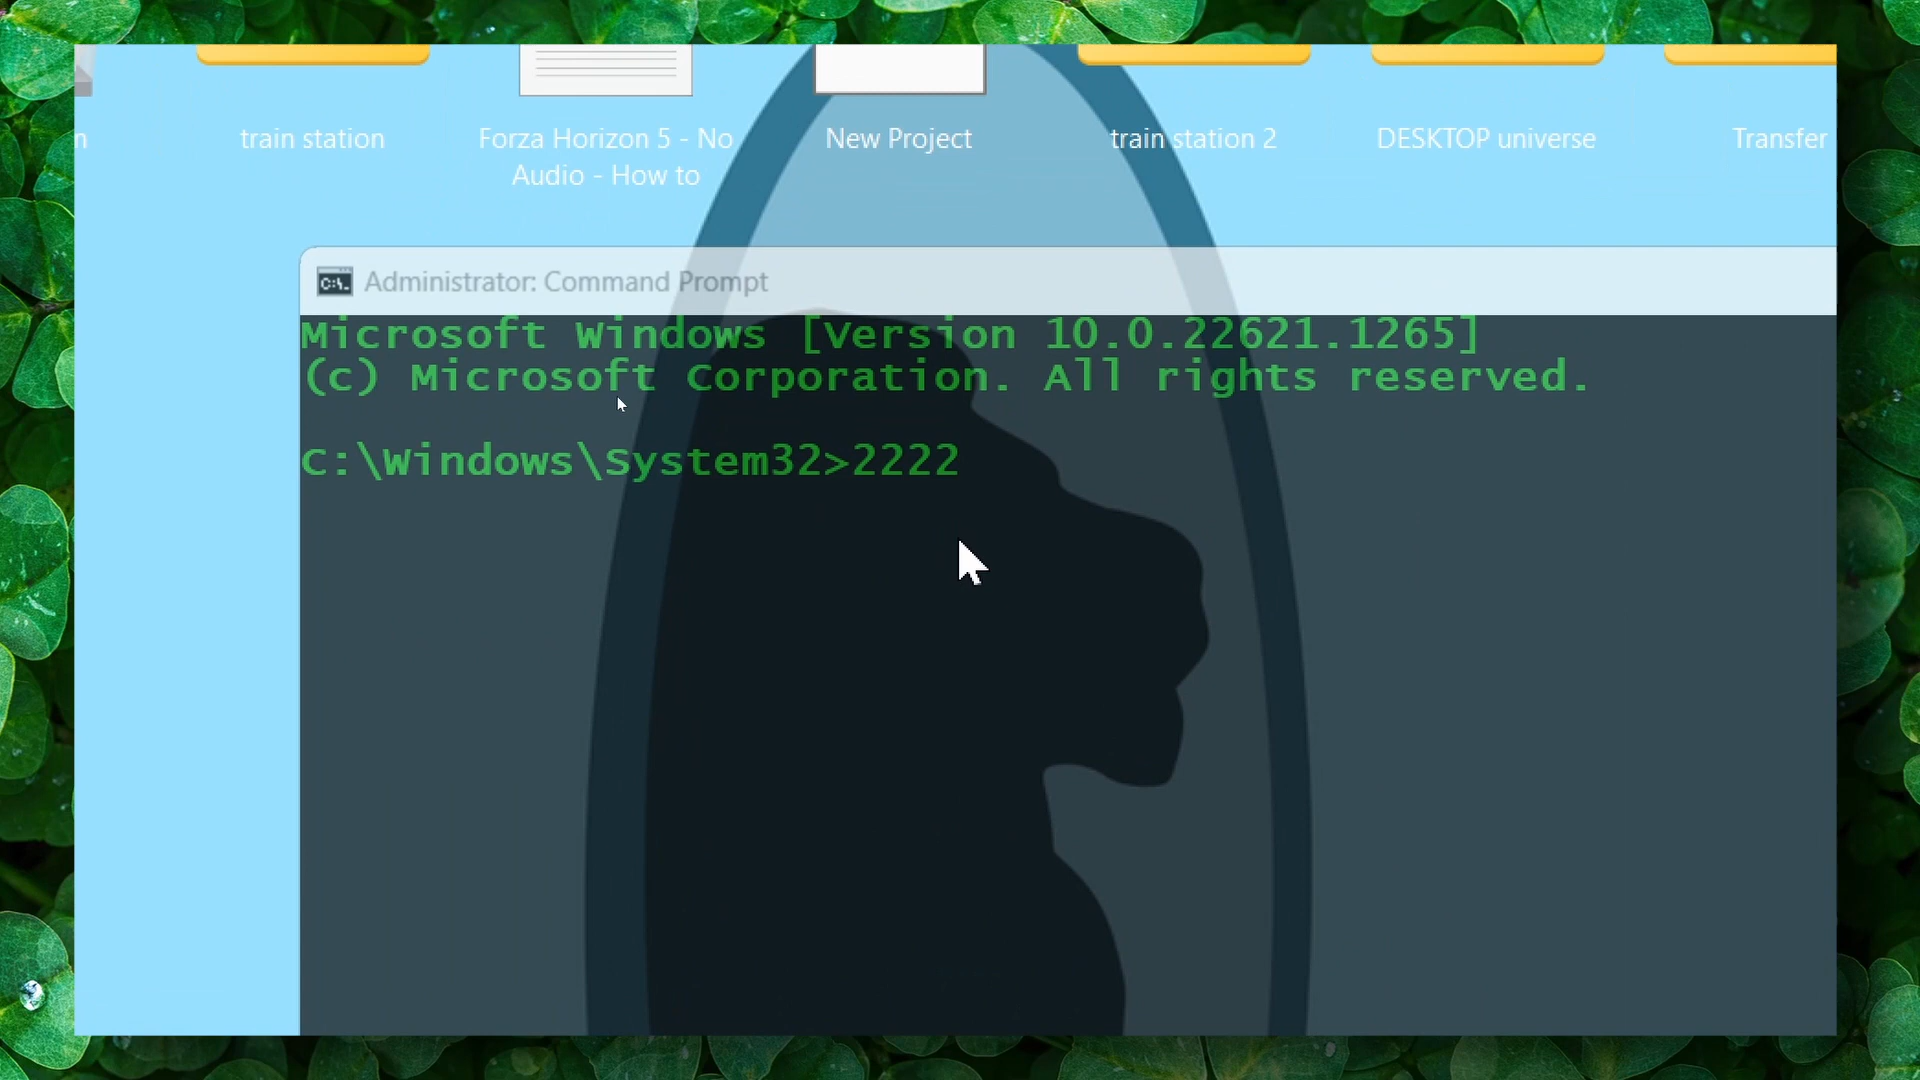 n
train station
Forza Horizon 5 - No
Audio - How to
New Project
train station 2
DESKTOP universe
Transfer
C:\.
Administrator: Command Prompt
Microsoft Windows [Version 10.0.22621.1265]
(c) Microsoft Corporation. All rights reserved.
C:\Windows\System32>2222